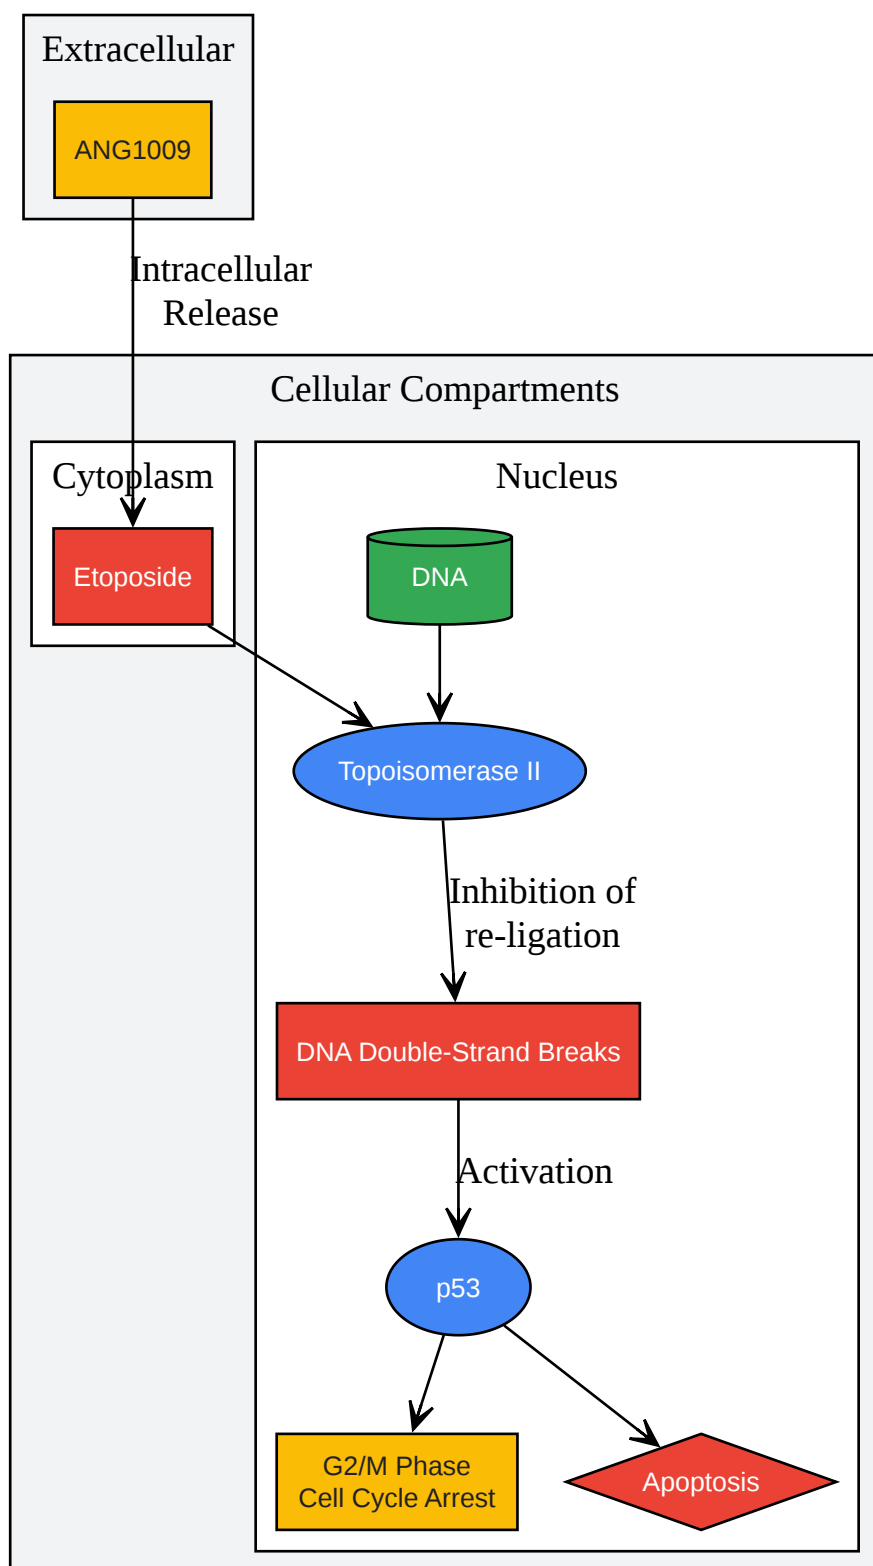 Extracellular
ANG1009
Intracellular
Release
Cellular Compartments
Cytoplasm
Nucleus
Etoposide
DNA
Topoisomerase II
Inhibition of
re-ligation
DNA Double-Strand Breaks
Activation
p53
G2/M Phase
Cell Cycle Arrest
Apoptosis